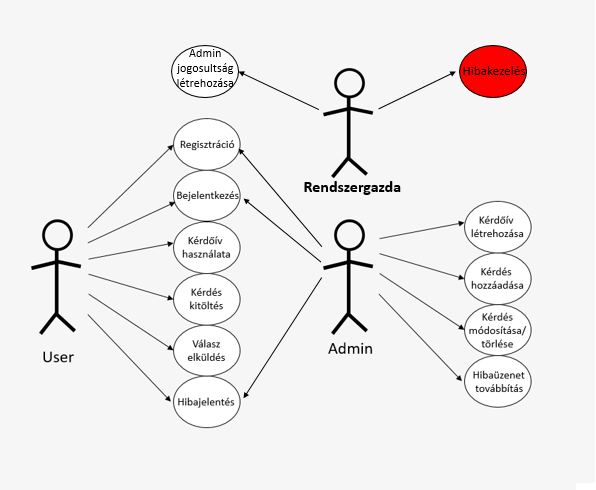 Admin
jogosultság
létrehozása
Hibakezelés
Rendszergazda
Regisztráció
Bejelentkezés
Kérdőív
használata
Kérdés
kitöltés
Válasz
elküldés
Hibajelentés
User
Admin
Kérdőív
létrehozása
Kérdés
hozzáadása
Kérdés
módosítása/
törlése
Hibaüzenet
továbbítás